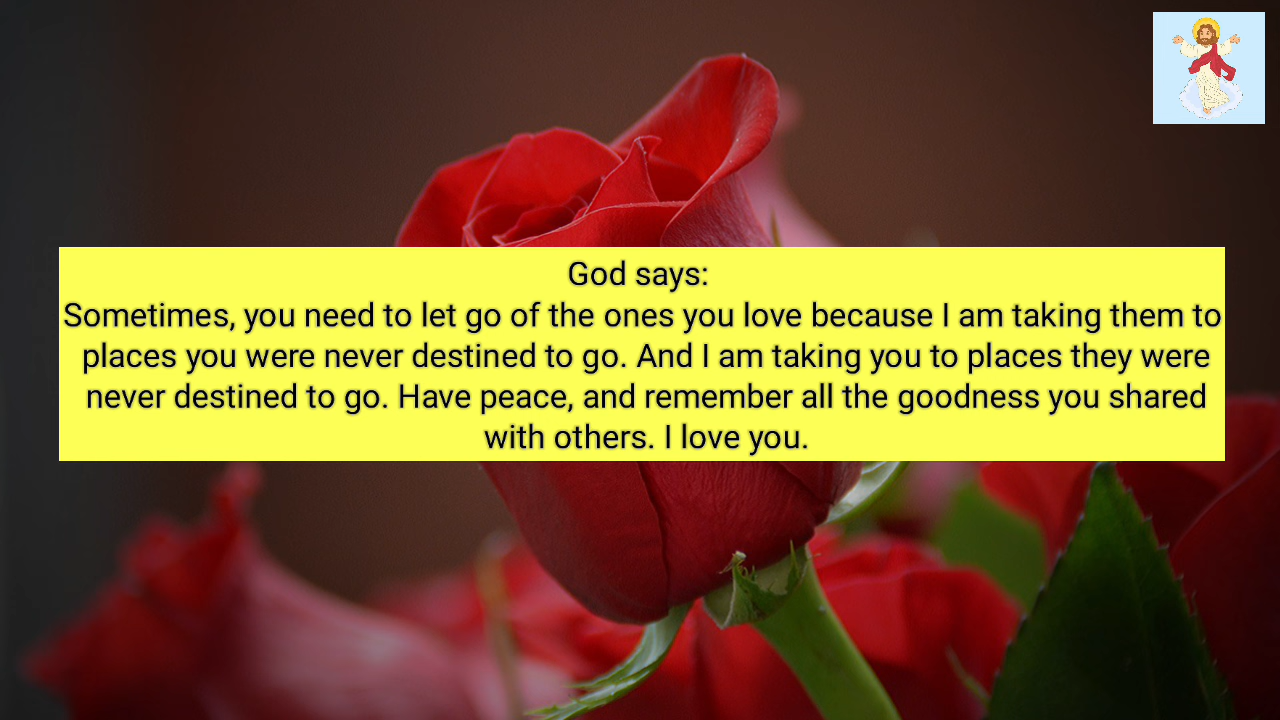 God says:
Sometimes, you need to let go of the ones you love because I am taking them to
places you were never destined to go. And I am taking you to places they were
never destined to go. Have peace, and remember all the goodness you shared
with others. I love you.